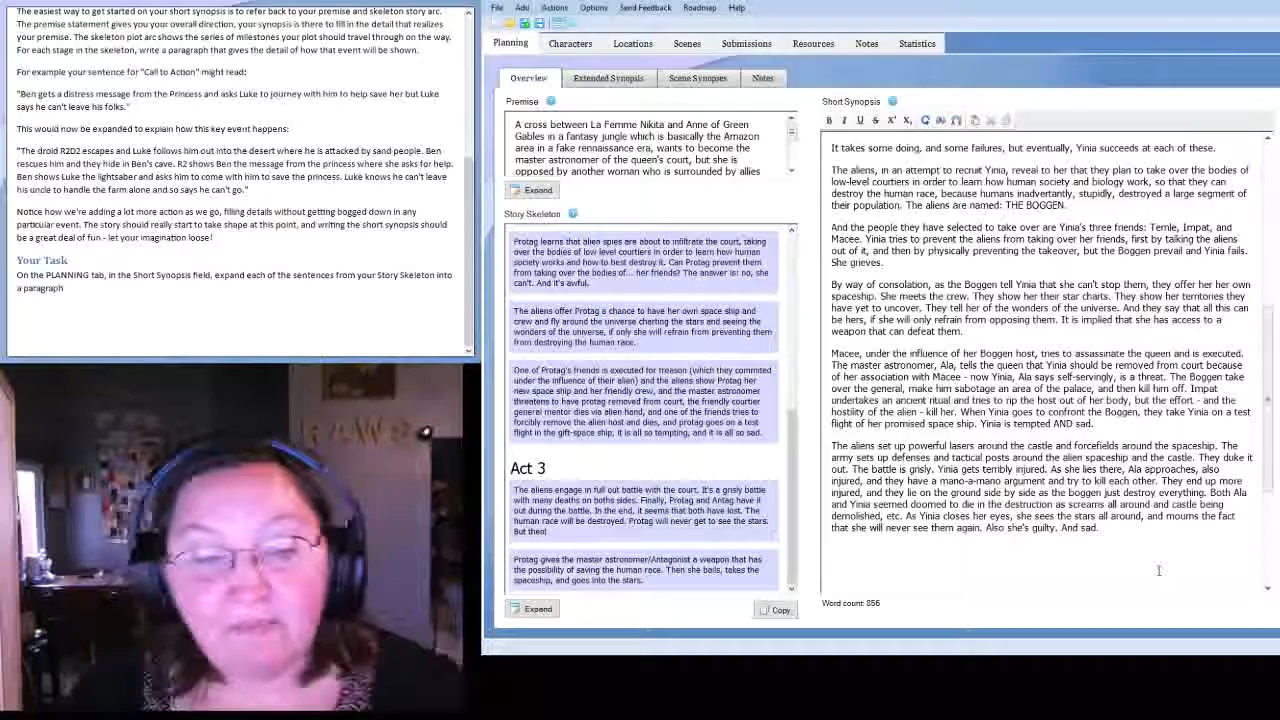 The easiest way to get started on your short synopsis is to refer back to your premise and skeleton story arc.
The premise statement gives you your overall direction, your synopsis is there to fill in the detail that realizes
your premise. The skeleton plot arc shows the series of milestones your plot should travel through on the way.
For each stage in the skeleton, write a paragraph that gives the detail of how that event will be shown.
For example your sentence for "Call to Action" might read:
"Ben gets a distress message from the Princess and asks Luke to journey with him to help save her but Luke
says he can't leave his folks."
This would now be expanded to explain how this key event happens:
"The droid R2D2 escapes and Luke follows him out into the desert where he is attacked by sand people. Ben
rescues him and they hide in Ben's cave. R2 shows Ben the message from the princess where she asks for help.
Ben shows Luke the lightsaber and asks him to come with him to save the princess. Luke knows he can't leave
his uncle to handle the farm alone and so says he can't go."
Notice how we're adding a lot more action as we go, filling details without getting bogged down in any
particular event. The story should really start to take shape at this point, and writing the short synopsis should
be a great deal of fun - let your imagination loose!
Your Task
On the PLANNING tab, in the Short Synopsis field, expand each of the sentences from your Story Skeleton into
a paragraph
File Add Actions Options Send Feedback Roadmap Help
Planning Characters Locations Scenes Submissions Resources Notes Statistics
Overview Extended Synopsis Scene Synopses Notes
Premise
A cross between La Femme Nikita and Anne of Green
Gables in a fantasy jungle which is basically the Amazon
area in a fake rennaissance era, wants to become the
master astronomer of the queen's court, but she is
opposed by another woman who is surrounded by allies
Expand
Story Skeleton
Protag learns that alien spies are about to infiltrate the court, taking
over the bodies of low level courtiers in order to learn how human
society works and how to best destroy it. Can Protag prevent them
from taking over the bodies of... her friends? The answer is: no, she
can't. And it's awful.
The aliens offer Protag a chance to have her own space ship and
crew and fly around the universe charting the stars and seeing the
wonders of the universe, if only she will refrain from preventing them
from destroying the human race.
One of Protag's friends is executed for treason (which they commited
under the influence of their alien) and the aliens show Protag her
new space ship and her friendly crew, and the master astronomer
threatens to have protag removed from court, the friendly courtier
general mentor dies via alien hand, and one of the friends tries to
forcibly remove the alien host and dies, and protag goes on a test
flight in the gift-space ship, it is all so tempting, and it is all so sad.
Act 3
The aliens engage in full out battle with the court. It's a grisly battle
with many deaths on boths sides. Finally, Protag and Antag have it
out during the battle. In the end, it seems that both have lost. The
human race will be destroyed. Protag will never get to see the stars.
But theo!
Protag gives the master astronomer/Antagonist a weapon that has
the possibility of saving the human race. Then she bails, takes the
spaceship, and goes into the stars.
Expand
Copy
Short Synopsis
B I U S X² X₂
It takes some doing, and some failures, but eventually, Yinia succeeds at each of these.
The aliens, in an attempt to recruit Yinia, reveal to her that they plan to take over the bodies of
low-level courtiers in order to learn how human society and biology work, so that they can
destroy the human race, because humans inadvertantly, stupidly, destroyed a large segment of
their population. The aliens are named: THE BOGGEN.
And the people they have selected to take over are Yinia's three friends: Temle, Impat, and
Macee. Yinia tries to prevent the aliens from taking over her friends, first by talking the aliens
out of it, and then by physically preventing the takeover, but the Boggen prevail and Yinia fails.
She grieves.
By way of consolation, as the Boggen tell Yinia that she can't stop them, they offer her her own
spaceship. She meets the crew. They show her their star charts. They show her territories they
have yet to uncover. They tell her of the wonders of the universe. And they say that all this can
be hers, if she will only refrain from opposing them. It is implied that she has access to a
weapon that can defeat them.
Macee, under the influence of her Boggen host, tries to assassinate the queen and is executed.
The master astronomer, Ala, tells the queen that Yinia should be removed from court because
of her association with Macee - now Yinia, Ala says self-servingly, is a threat. The Boggen take
over the general, make him sabotage an area of the palace, and then kill him off. Impat
undertakes an ancient ritual and tries to rip the host out of her body, but the effort - and the
hostility of the alien - kill her. When Yinia goes to confront the Boggen, they take Yinia on a test
flight of her promised space ship. Yinia is tempted AND sad.
The aliens set up powerful lasers around the castle and forcefields around the spaceship. The
army sets up defenses and tactical posts around the alien spaceship and the castle. They duke it
out. The battle is grisly. Yinia gets terribly injured. As she lies there, Ala approaches, also
injured, and they have a mano-a-mano argument and try to kill each other. They end up more
injured, and they lie on the ground side by side as the boggen just destroy everything. Both Ala
and Yinia seemed doomed to die in the destruction as screams all around and castle being
demolished, etc. As Yinia closes her eyes, she sees the stars all around, and mourns the fact
that she will never see them again. Also she's guilty. And sad.
Word count: 856